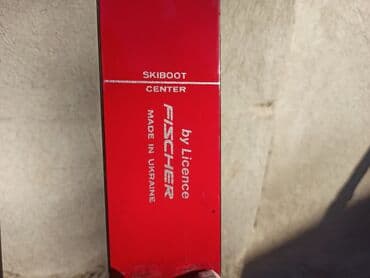 SKIBOOT
CENTER
by Licence
FISCHER
MADE IN UKRAINE